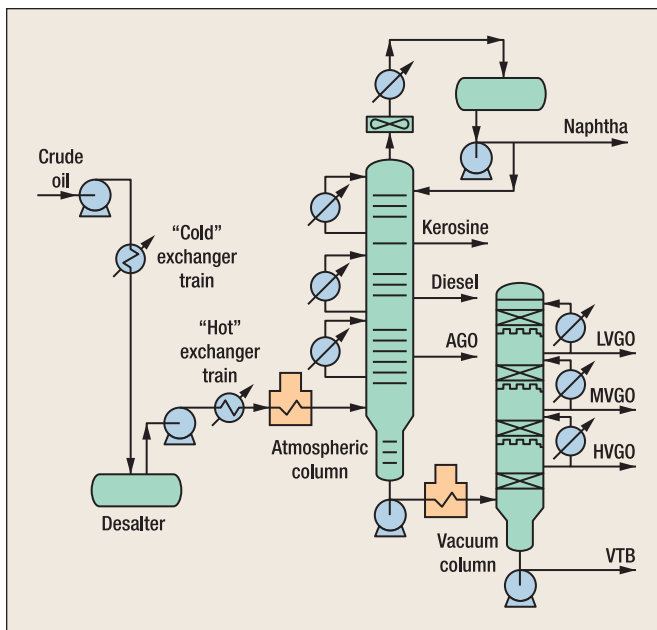 Naphtha
Crude
oil
“Cold”
exchanger
train
Kerosine
Diesel
“Hot”
exchanger
train
AGO
LVGO
MVGO
HVGO
Atmospheric
column
Desalter
Vacuum
column
VTB